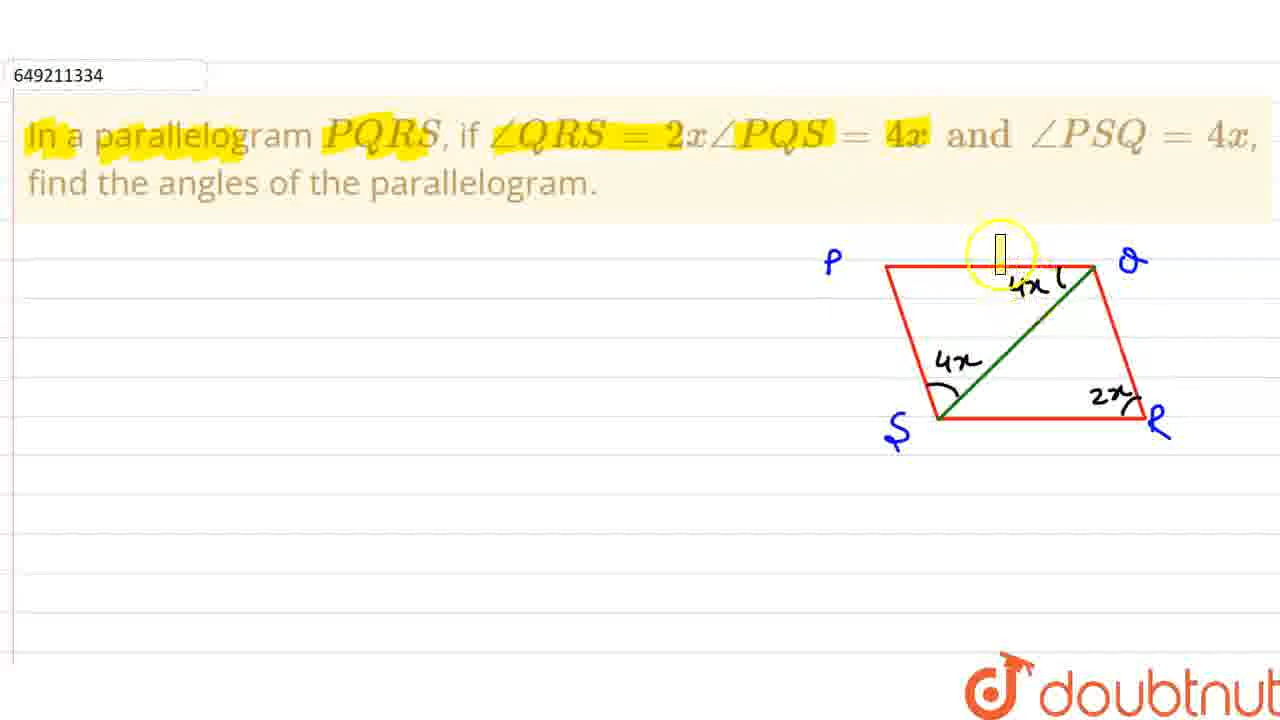 649211334
In a parallelogram PQRS, if ∠QRS = 2x∠PQS = 4x and ∠PSQ = 4x,
find the angles of the parallelogram.
P Q
4x
4x
2x
S R
doubtnut